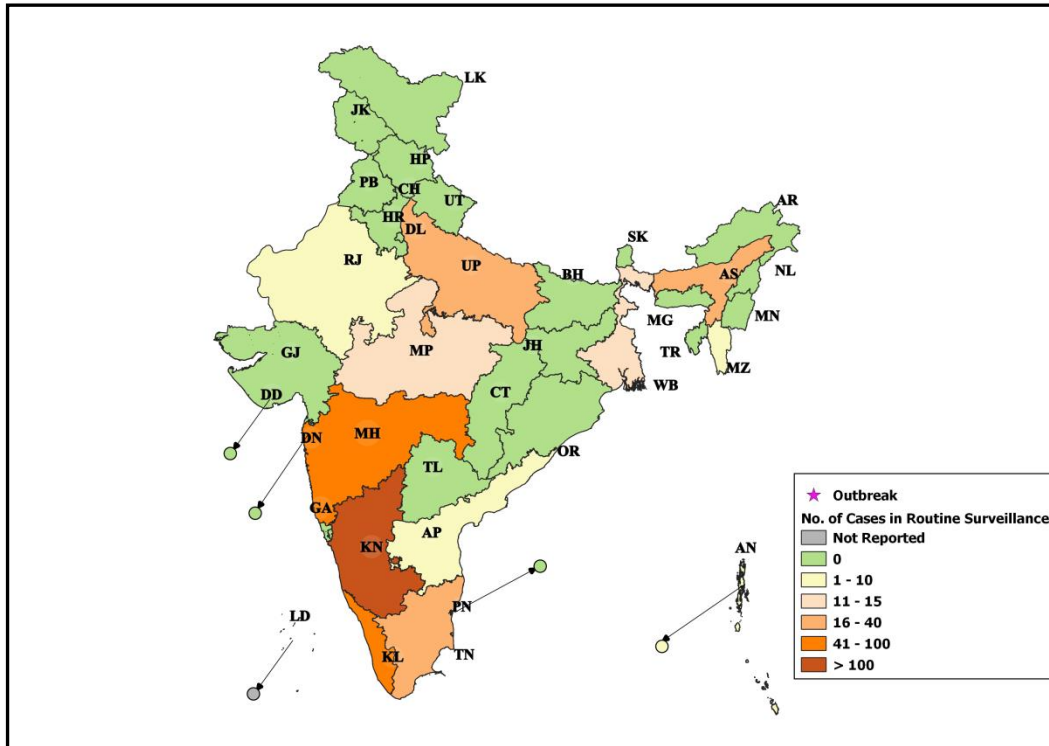 LK
JK
HP
PB
CH
UT
HR
DL
AR
SK
RJ
UP
BH
AS
NL
MG
MN
GJ
MP
JH
TR
MZ
DD
CT
WB
DN
MH
OR
TL
GA
AP
KN
AN
PN
LD
KL
TN
Outbreak
No. of Cases in Routine Surveillance
Not Reported
0
1 - 10
11 - 15
16 - 40
41 - 100
> 100